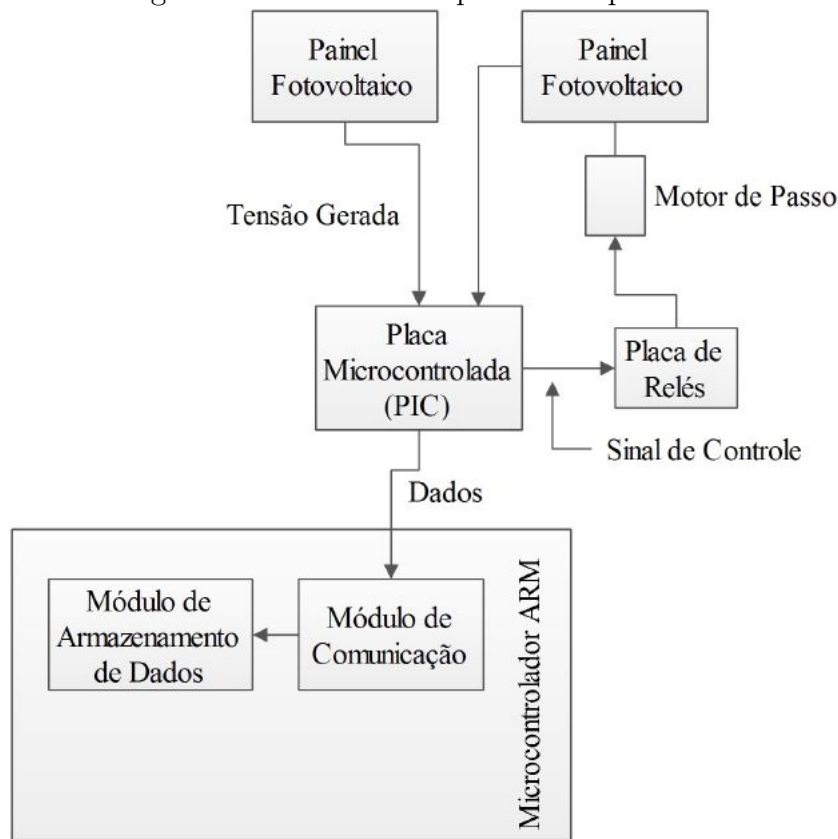 Painel
Fotovoltaico
Painel
Fotovoltaico
Motor de Passo
Tensão Gerada
Placa
Microcontrolada
(PIC)
Placa de
Relés
Sinal de Controle
Dados
Módulo de
Armazenamento
de Dados
Módulo de
Comunicação
Microcontrolador ARM